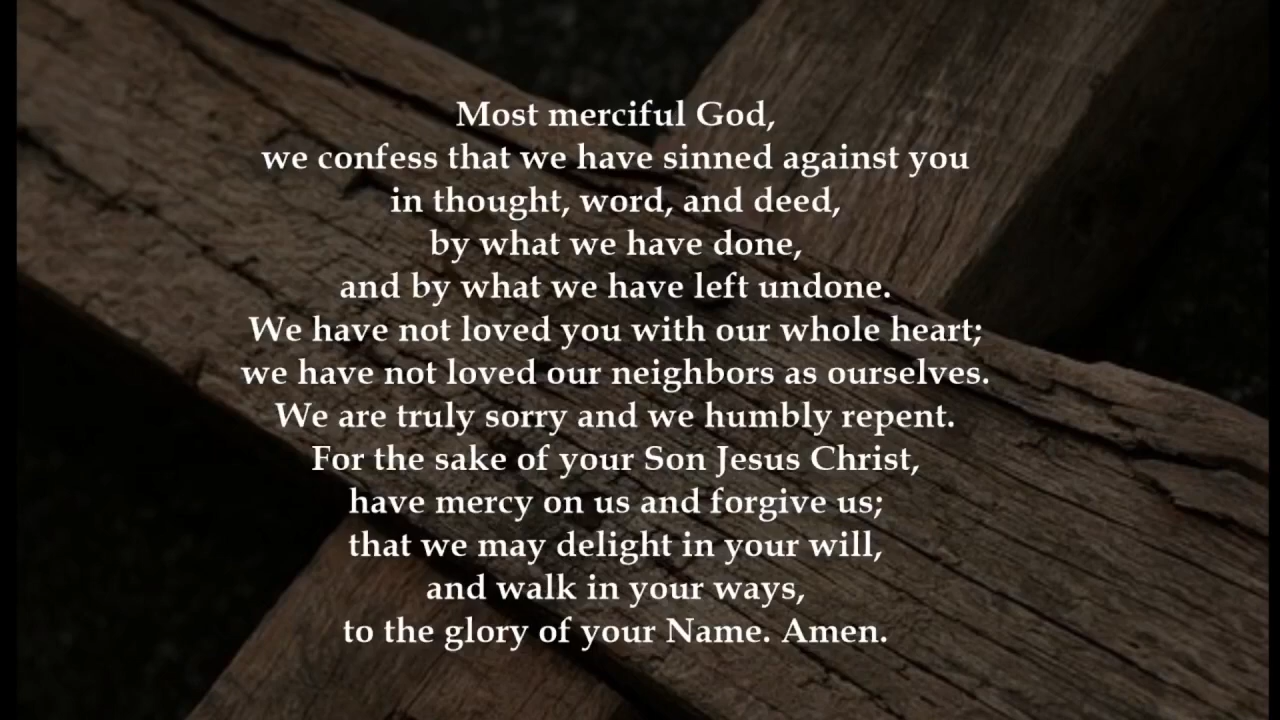 Most merciful God,
we confess that we have sinned against you
in thought, word, and deed,
by what we have done,
and by what we have left undone.
We have not loved you with our whole heart;
we have not loved our neighbors as ourselves.
We are truly sorry and we humbly repent.
For the sake of your Son Jesus Christ,
have mercy on us and forgive us;
that we may delight in your will,
and walk in your ways,
to the glory of your Name. Amen.